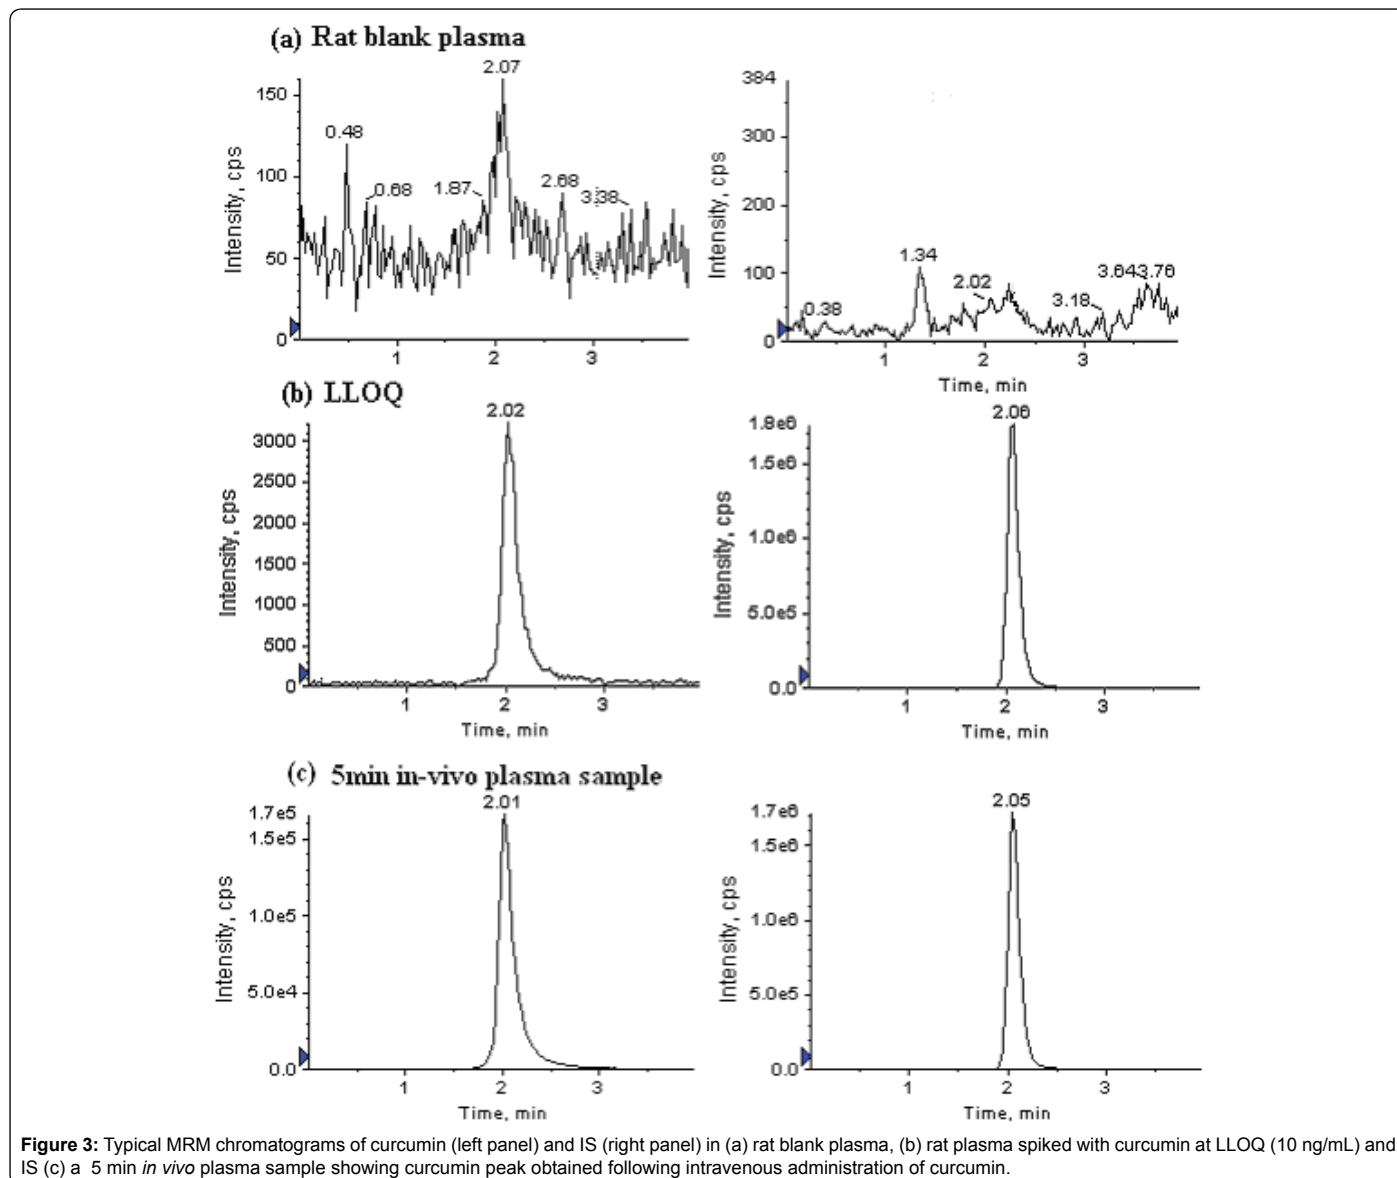 (a) Rat blank plasma
2.07
150
0.48
100
0.68
1.87
2.68
3.38
50
0
1
2
3
Intensity, cps
384
300
200
100
0
1.34
2.02
0.38
3.18
3.643.76
1
2
3
Intensity, cps
Time, min
(b) LLOQ
2.02
3000
2500
2000
1500
1000
500
0
1
2
3
Intensity, cps
Time, min
2.06
1.8e6
1.5e6
1.0e6
5.0e5
0.0
1
2
3
Intensity, cps
Time, min
(c) 5min in-vivo plasma sample
2.01
1.7e5
1.5e5
1.0e5
5.0e4
0.0
1
2
3
Intensity, cps
Time, min
2.05
1.7e6
1.5e6
1.0e6
5.0e5
0.0
1
2
3
Intensity, cps
Time, min
Figure 3: Typical MRM chromatograms of curcumin (left panel) and IS (right panel) in (a) rat blank plasma, (b) rat plasma spiked with curcumin at LLOQ (10 ng/mL) and
IS (c) a 5 min in vivo plasma sample showing curcumin peak obtained following intravenous administration of curcumin.